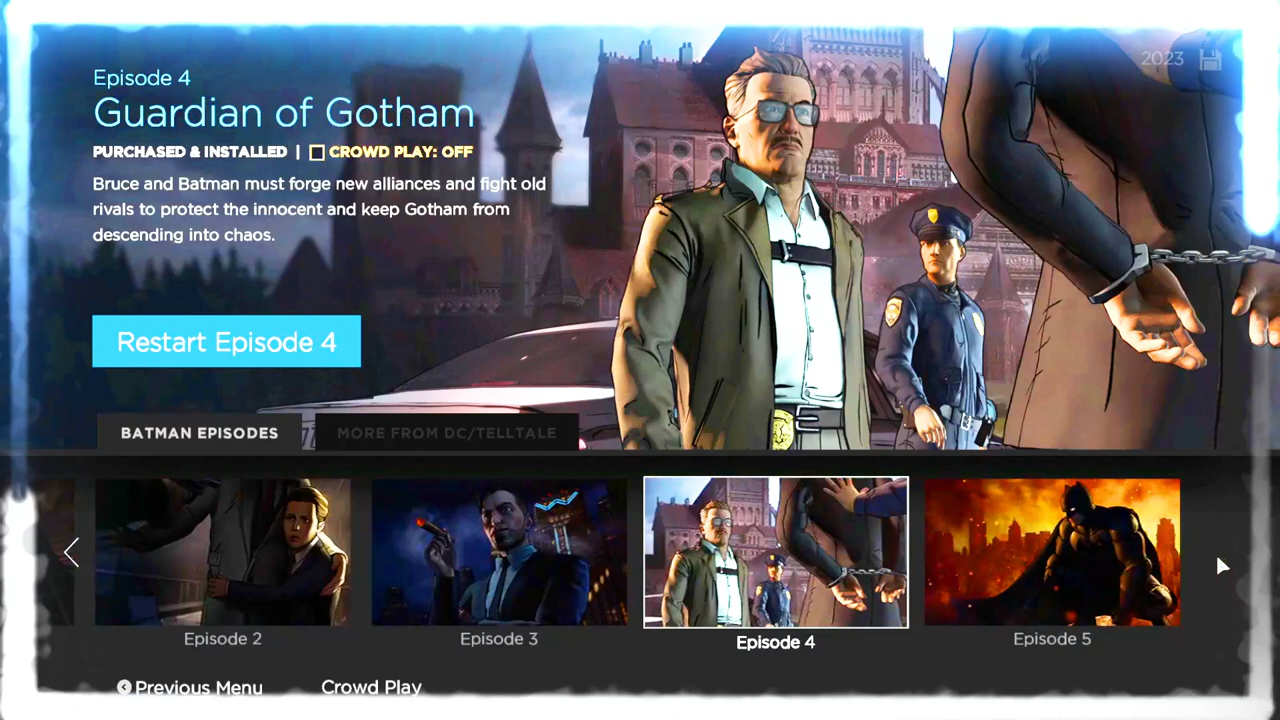 2023
Episode 4
Guardian of Gotham
PURCHASED & INSTALLED | CROWD PLAY: OFF
Bruce and Batman must forge new alliances and fight old
rivals to protect the innocent and keep Gotham from
descending into chaos.
Restart Episode 4
BATMAN EPISODES
MORE FROM DC/TELLTALE
Episode 2
Episode 3
Episode 4
Episode 5
Previous Menu
Crowd Play